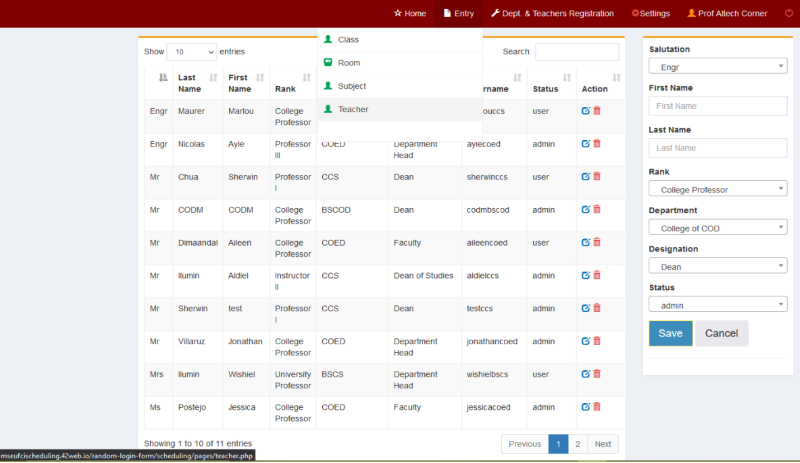 Home Entry Dept. & Teachers Registration Settings Prof Altech Corner
Class
Room
Subject
Teacher
Show 10 entries Search:
Last Name First Name Rank Status Action
Engr Maurer Marlou College Professor user
Engr Nicolas Ayie Professor III COED Department Head ayiecoed admin
Mr Chua Sherwin Professor I CCS Dean sherwinccs user
Mr CODM CODM College Professor BSCOD Dean codmbscod admin
Mr Dimaandal Aileen College Professor COED Faculty aileencoed user
Mr Ilumin Aldiel Instructor II CCS Dean of Studies aldielccs admin
Mr Sherwin test Professor I CCS Dean testccs admin
Mr Villaruz Jonathan College Professor COED Department Head jonathancoed admin
Mrs Ilumin Wishiel University Professor BSCS Department Head wishielbscs user
Ms Postejo Jessica College Professor COED Faculty jessicacoed admin
Showing 1 to 10 of 11 entries Previous 1 2 Next
Salutation
Engr
First Name
First Name
Last Name
Last Name
Rank
College Professor
Department
College of COD
Designation
Dean
Status
admin
Save Cancel
mseufcischeduling.42web.io/random-login-form/scheduling/pages/teacher.php